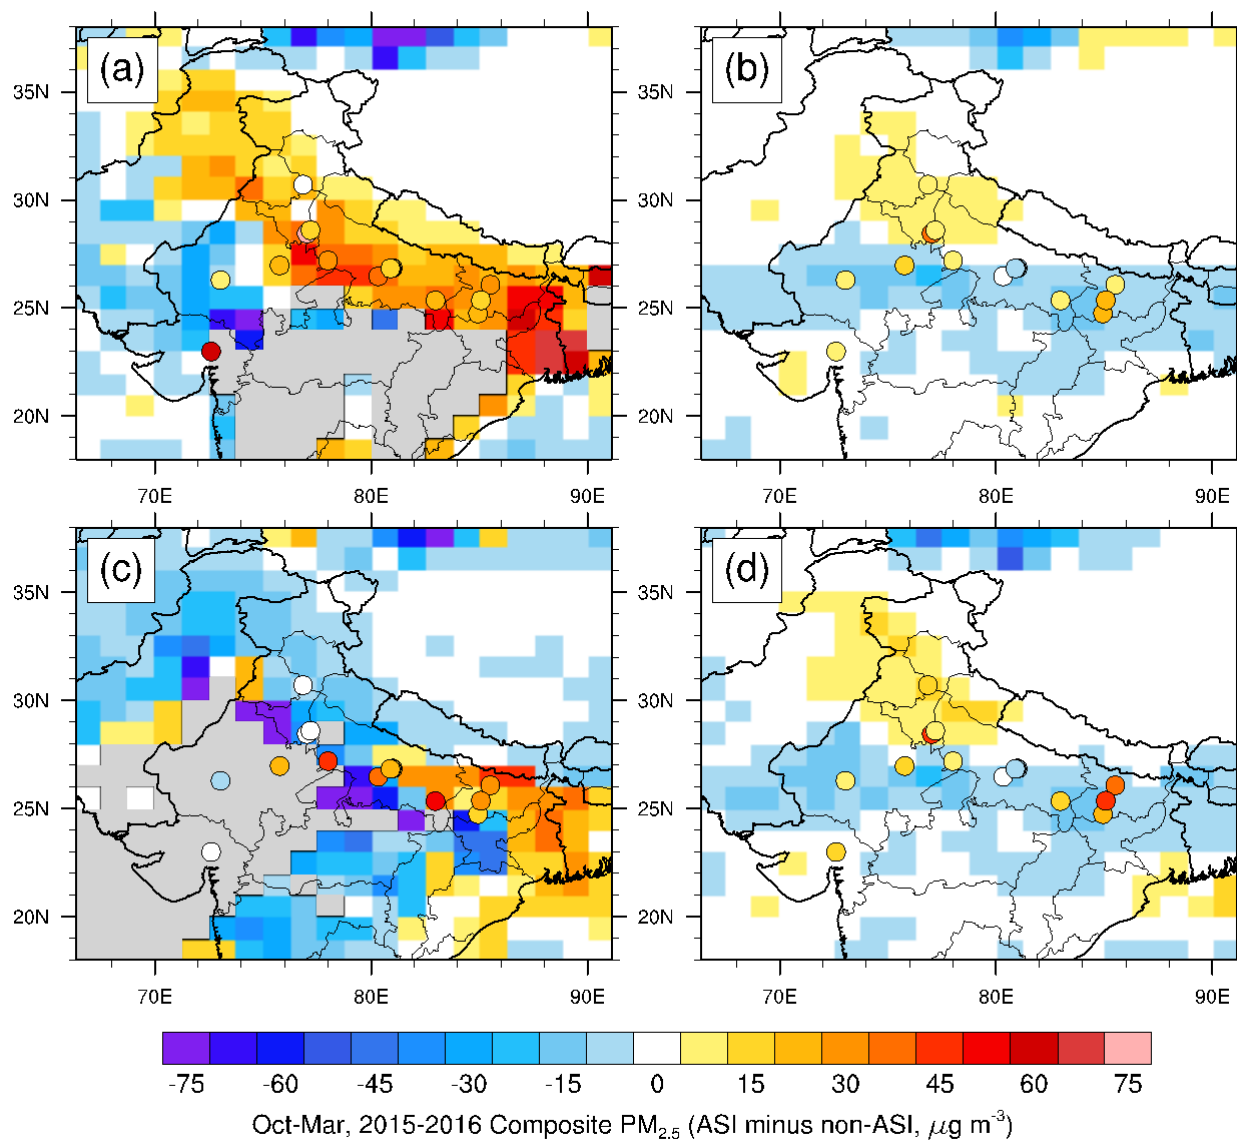 (a)
(b)
35N
30N
25N
20N
35N
30N
25N
20N
70E 80E 90E
70E 80E 90E
(c)
(d)
35N
30N
25N
20N
35N
30N
25N
20N
70E 80E 90E
70E 80E 90E
-75 -60 -45 -30 -15 0 15 30 45 60 75
Oct-Mar, 2015-2016 Composite PM2.5 (ASI minus non-ASI, μg m-3)